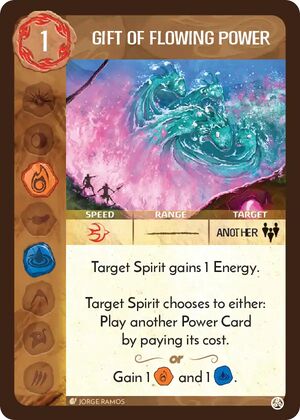 1
GIFT OF FLOWING POWER
SPEED RANGE TARGET
ANOTHER
Target Spirit gains 1 Energy.
Target Spirit chooses to either:
Play another Power Card
by paying its cost.
or
Gain 1 and 1 .
JORGE RAMOS